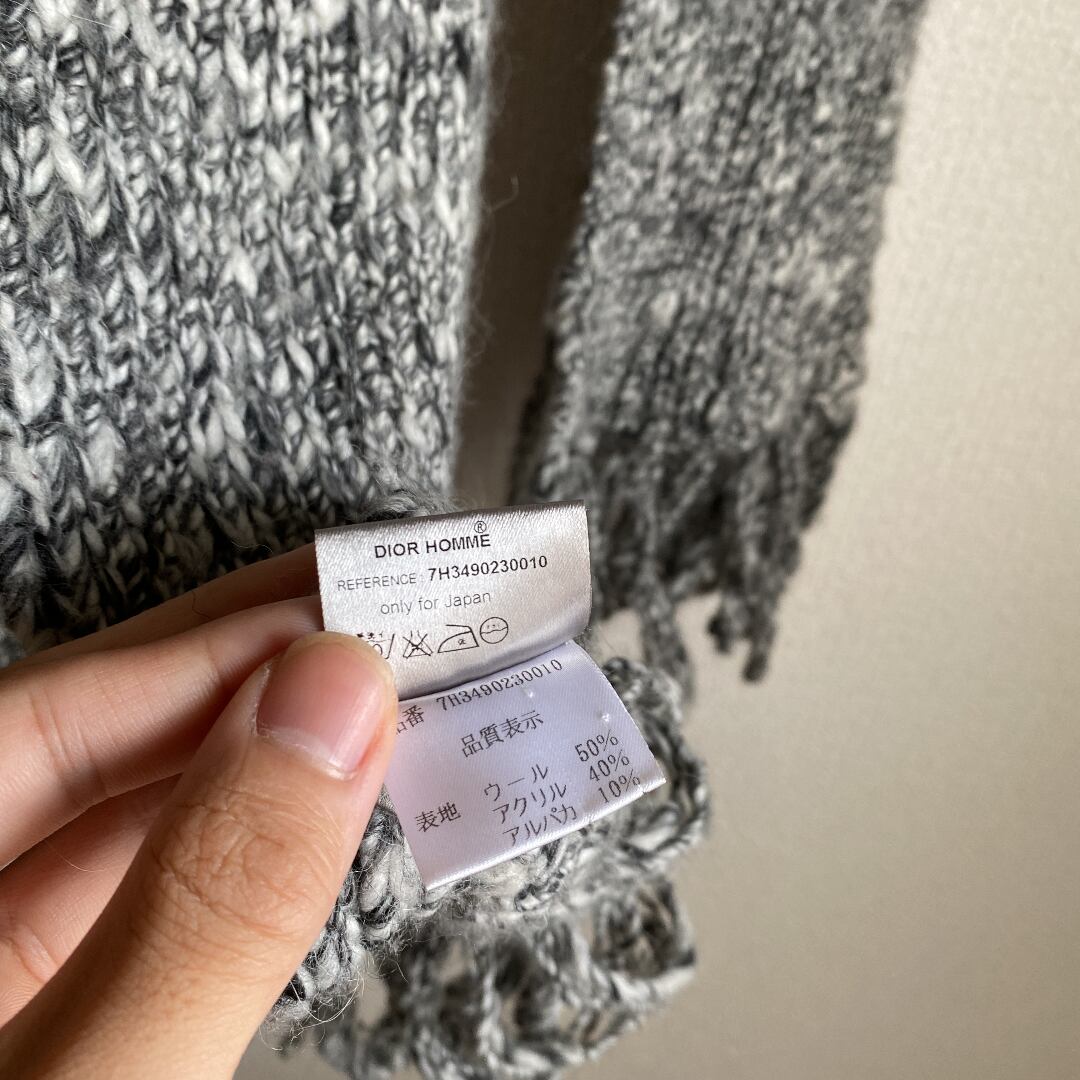 DIOR HOMME®
REFERENCE: 7H3490230010
only for Japan
品番 7H3490230010
品質表示
ウール 50%
表地 アクリル 40%
アルパカ 10%